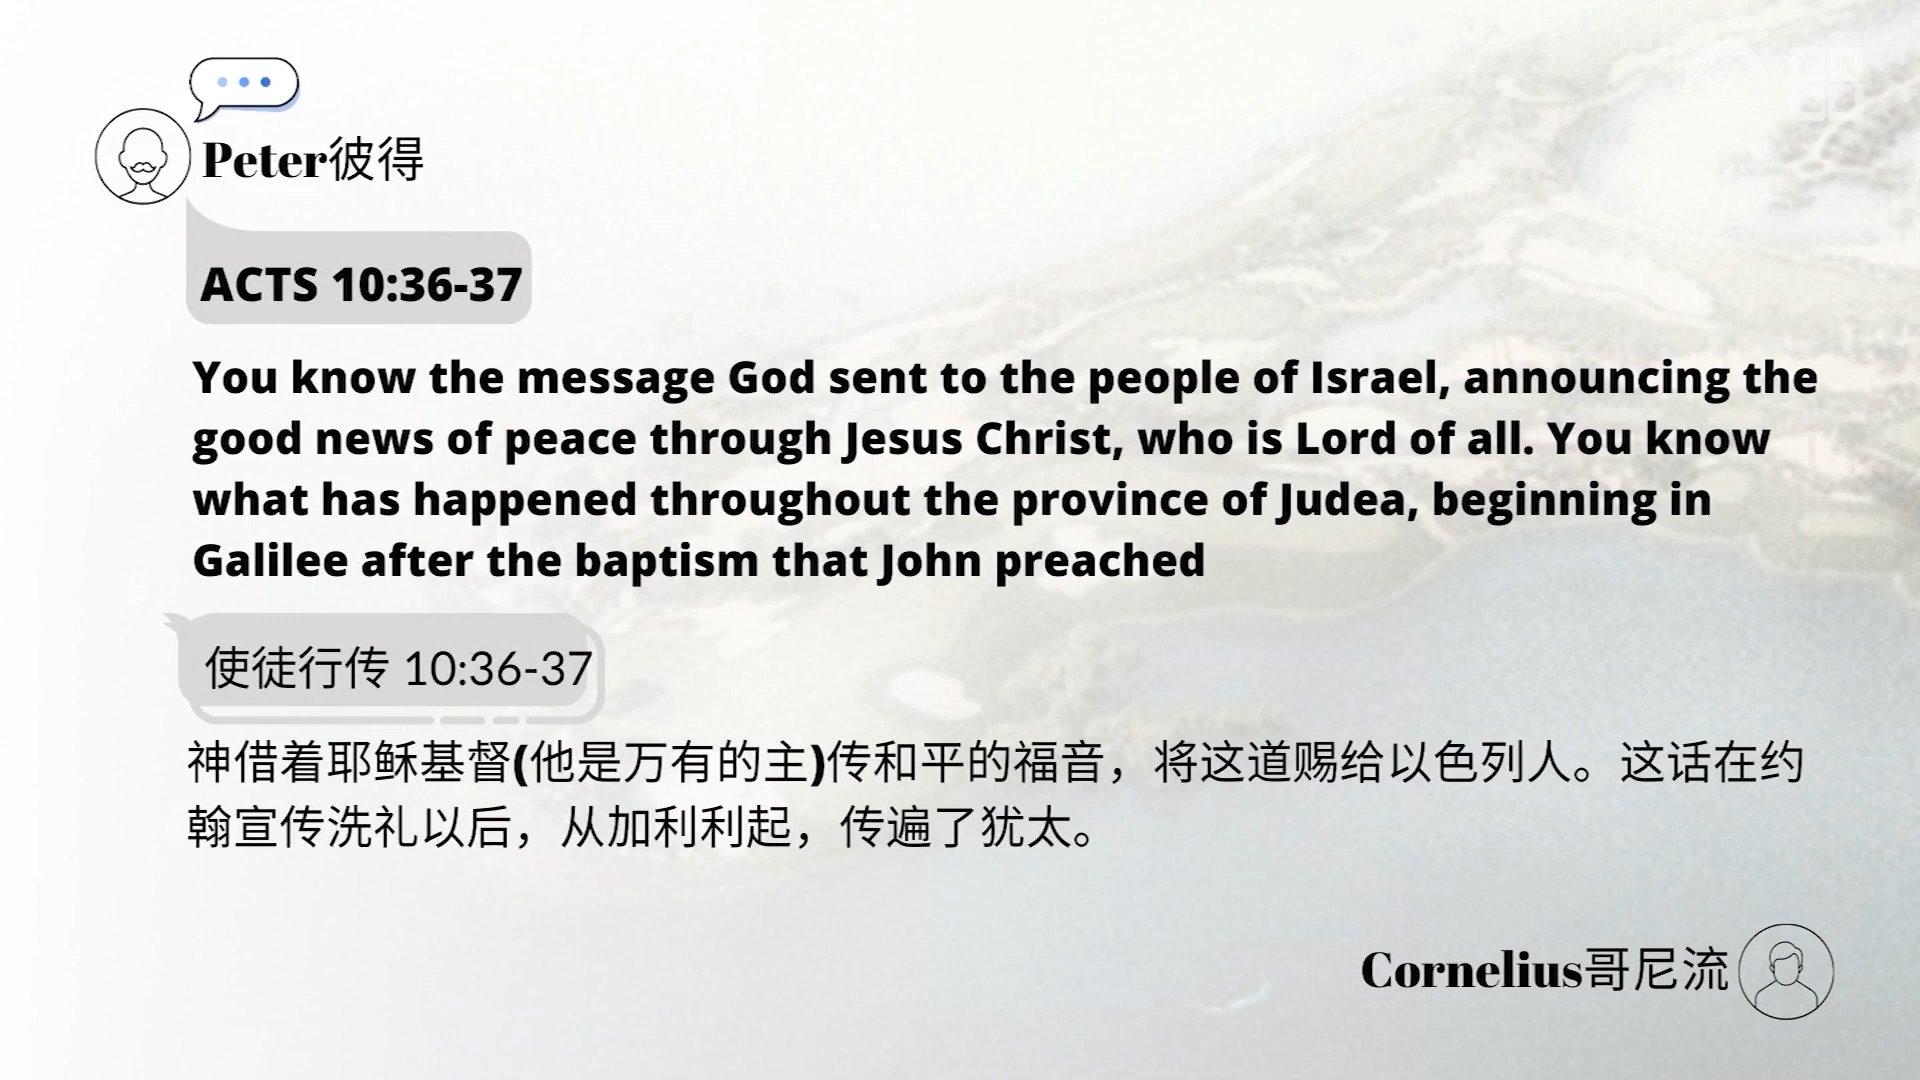 Peter彼得
ACTS 10:36-37
You know the message God sent to the people of Israel, announcing the
good news of peace through Jesus Christ, who is Lord of all. You know
what has happened throughout the province of Judea, beginning in
Galilee after the baptism that John preached
使徒行传 10:36-37
神借着耶稣基督(他是万有的主)传和平的福音，将这道赐给以色列人。这话在约
翰宣传洗礼以后，从加利利起，传遍了犹太。
Cornelius哥尼流